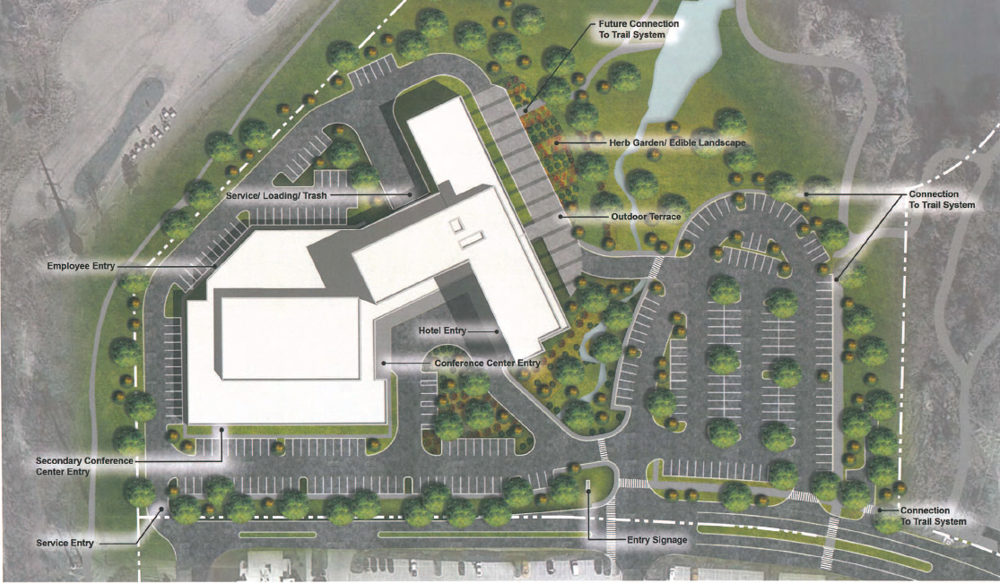 Future Connection
To Trail System
Herb Garden/ Edible Landscape
Service/ Loading/ Trash
Connection
To Trail System
Outdoor Terrace
Employee Entry
Hotel Entry
Conference Center Entry
Secondary Conference
Center Entry
Connection
To Trail System
Service Entry
Entry Signage